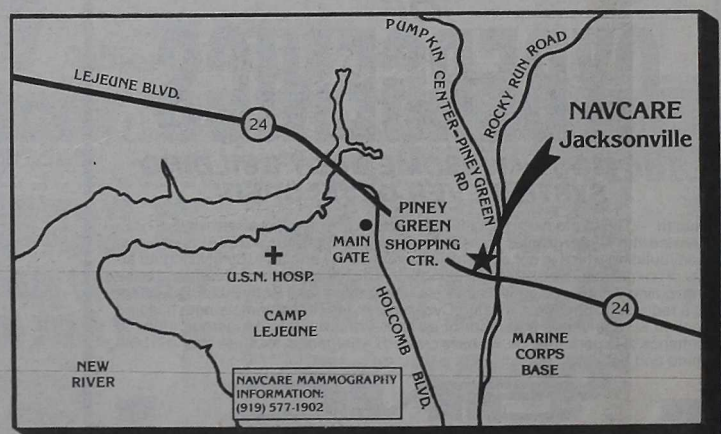 PUMPKIN CENTER-PINEY GREEN
RD
ROCKY RUN ROAD
LEJEUNE BLVD.
24
NAVCARE
Jacksonville
PINEY
GREEN
SHOPPING
CTR.
MAIN
GATE
U.S.N. HOSP.
CAMP
LEJEUNE
HOLCOMB BLVD.
24
MARINE
CORPS
BASE
NEW
RIVER
NAVCARE MAMMOGRAPHY
INFORMATION:
(919) 577-1902